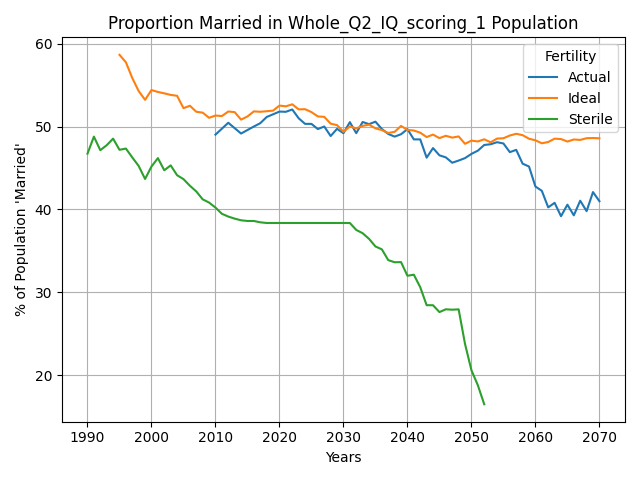 Proportion Married in Whole_Q2_IQ_scoring_1 Population
% of Population 'Married'
60
50
40
30
20
Fertility
Actual
Ideal
Sterile
1990 2000 2010 2020 2030 2040 2050 2060 2070
Years